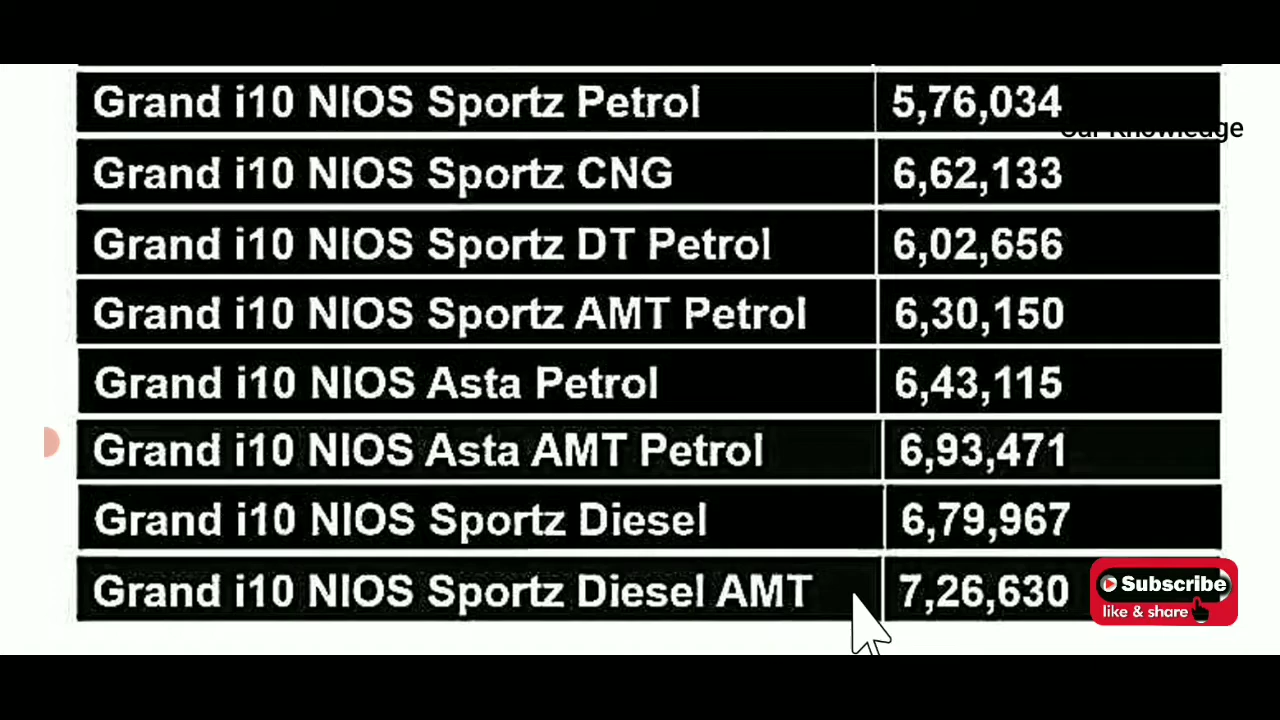 Grand i10 NIOS Sportz Petrol 5,76,034
Knowledge
Grand i10 NIOS Sportz CNG 6,62,133
Grand i10 NIOS Sportz DT Petrol 6,02,656
Grand i10 NIOS Sportz AMT Petrol 6,30,150
Grand i10 NIOS Asta Petrol 6,43,115
Grand i10 NIOS Asta AMT Petrol 6,93,471
Grand i10 NIOS Sportz Diesel 6,79,967
Grand i10 NIOS Sportz Diesel AMT 7,26,630
Subscribe
like & share